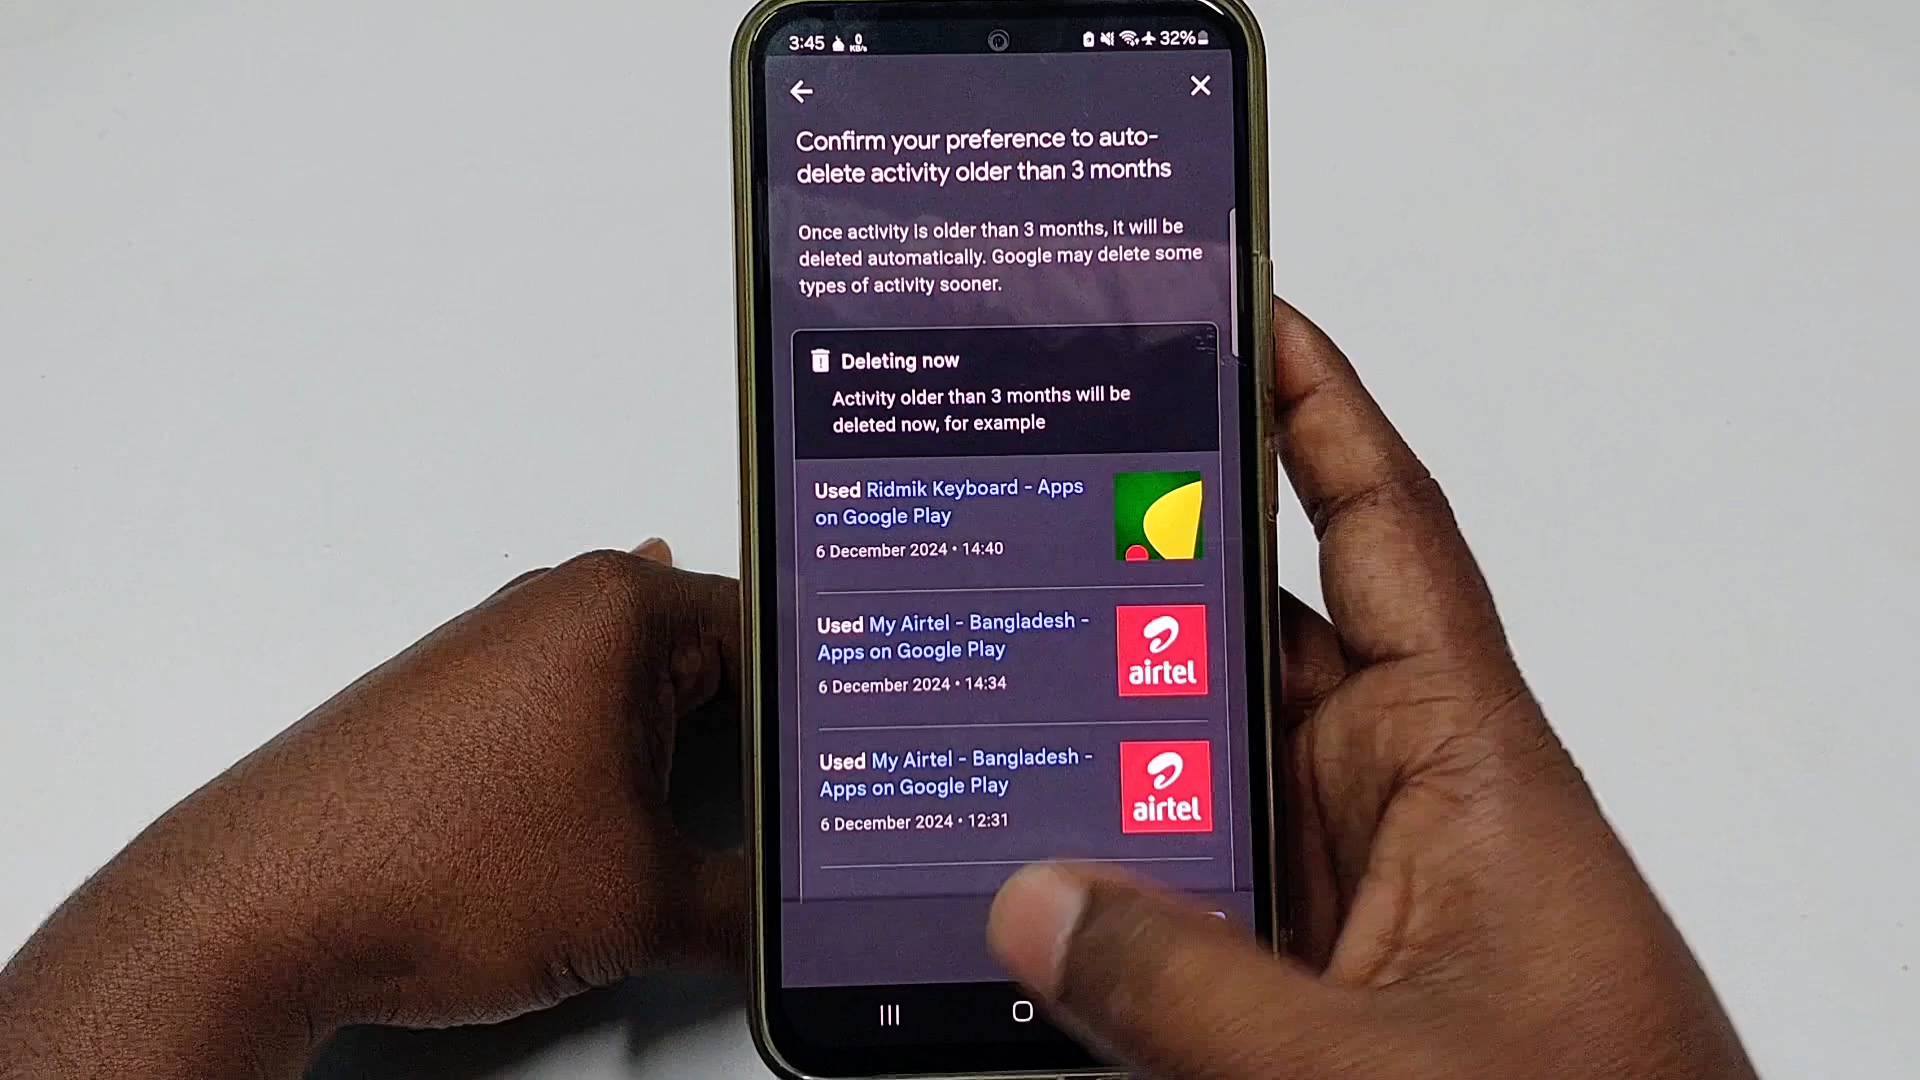 3:45 0 KB/s 32%
Confirm your preference to auto-
delete activity older than 3 months
Once activity is older than 3 months, it will be
deleted automatically. Google may delete some
types of activity sooner.
Deleting now
Activity older than 3 months will be
deleted now, for example
Used Ridmik Keyboard - Apps
on Google Play
6 December 2024 • 14:40
Used My Airtel - Bangladesh -
Apps on Google Play
6 December 2024 • 14:34
airtel
Used My Airtel - Bangladesh -
Apps on Google Play
6 December 2024 • 12:31
airtel